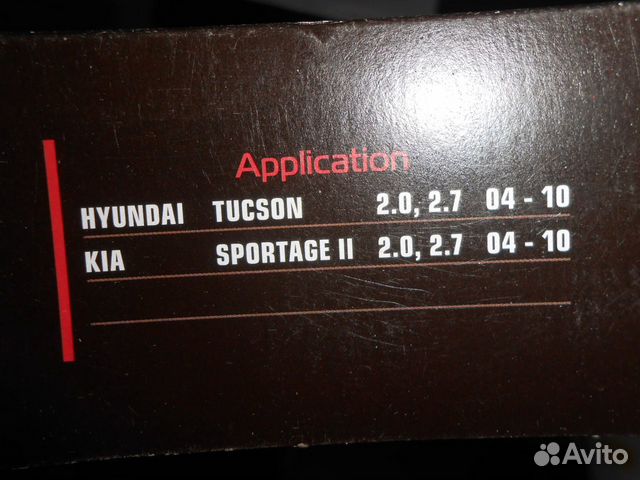 Application
HYUNDAI TUCSON 2.0, 2.7 04 - 10
KIA SPORTAGE II 2.0, 2.7 04 - 10
Avito